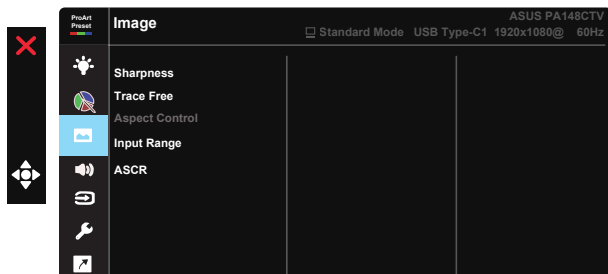 ProArt
Preset
Image
ASUS PA148CTV
Standard Mode USB Type-C1 1920x1080@ 60Hz
Sharpness
Trace Free
Aspect Control
Input Range
ASCR